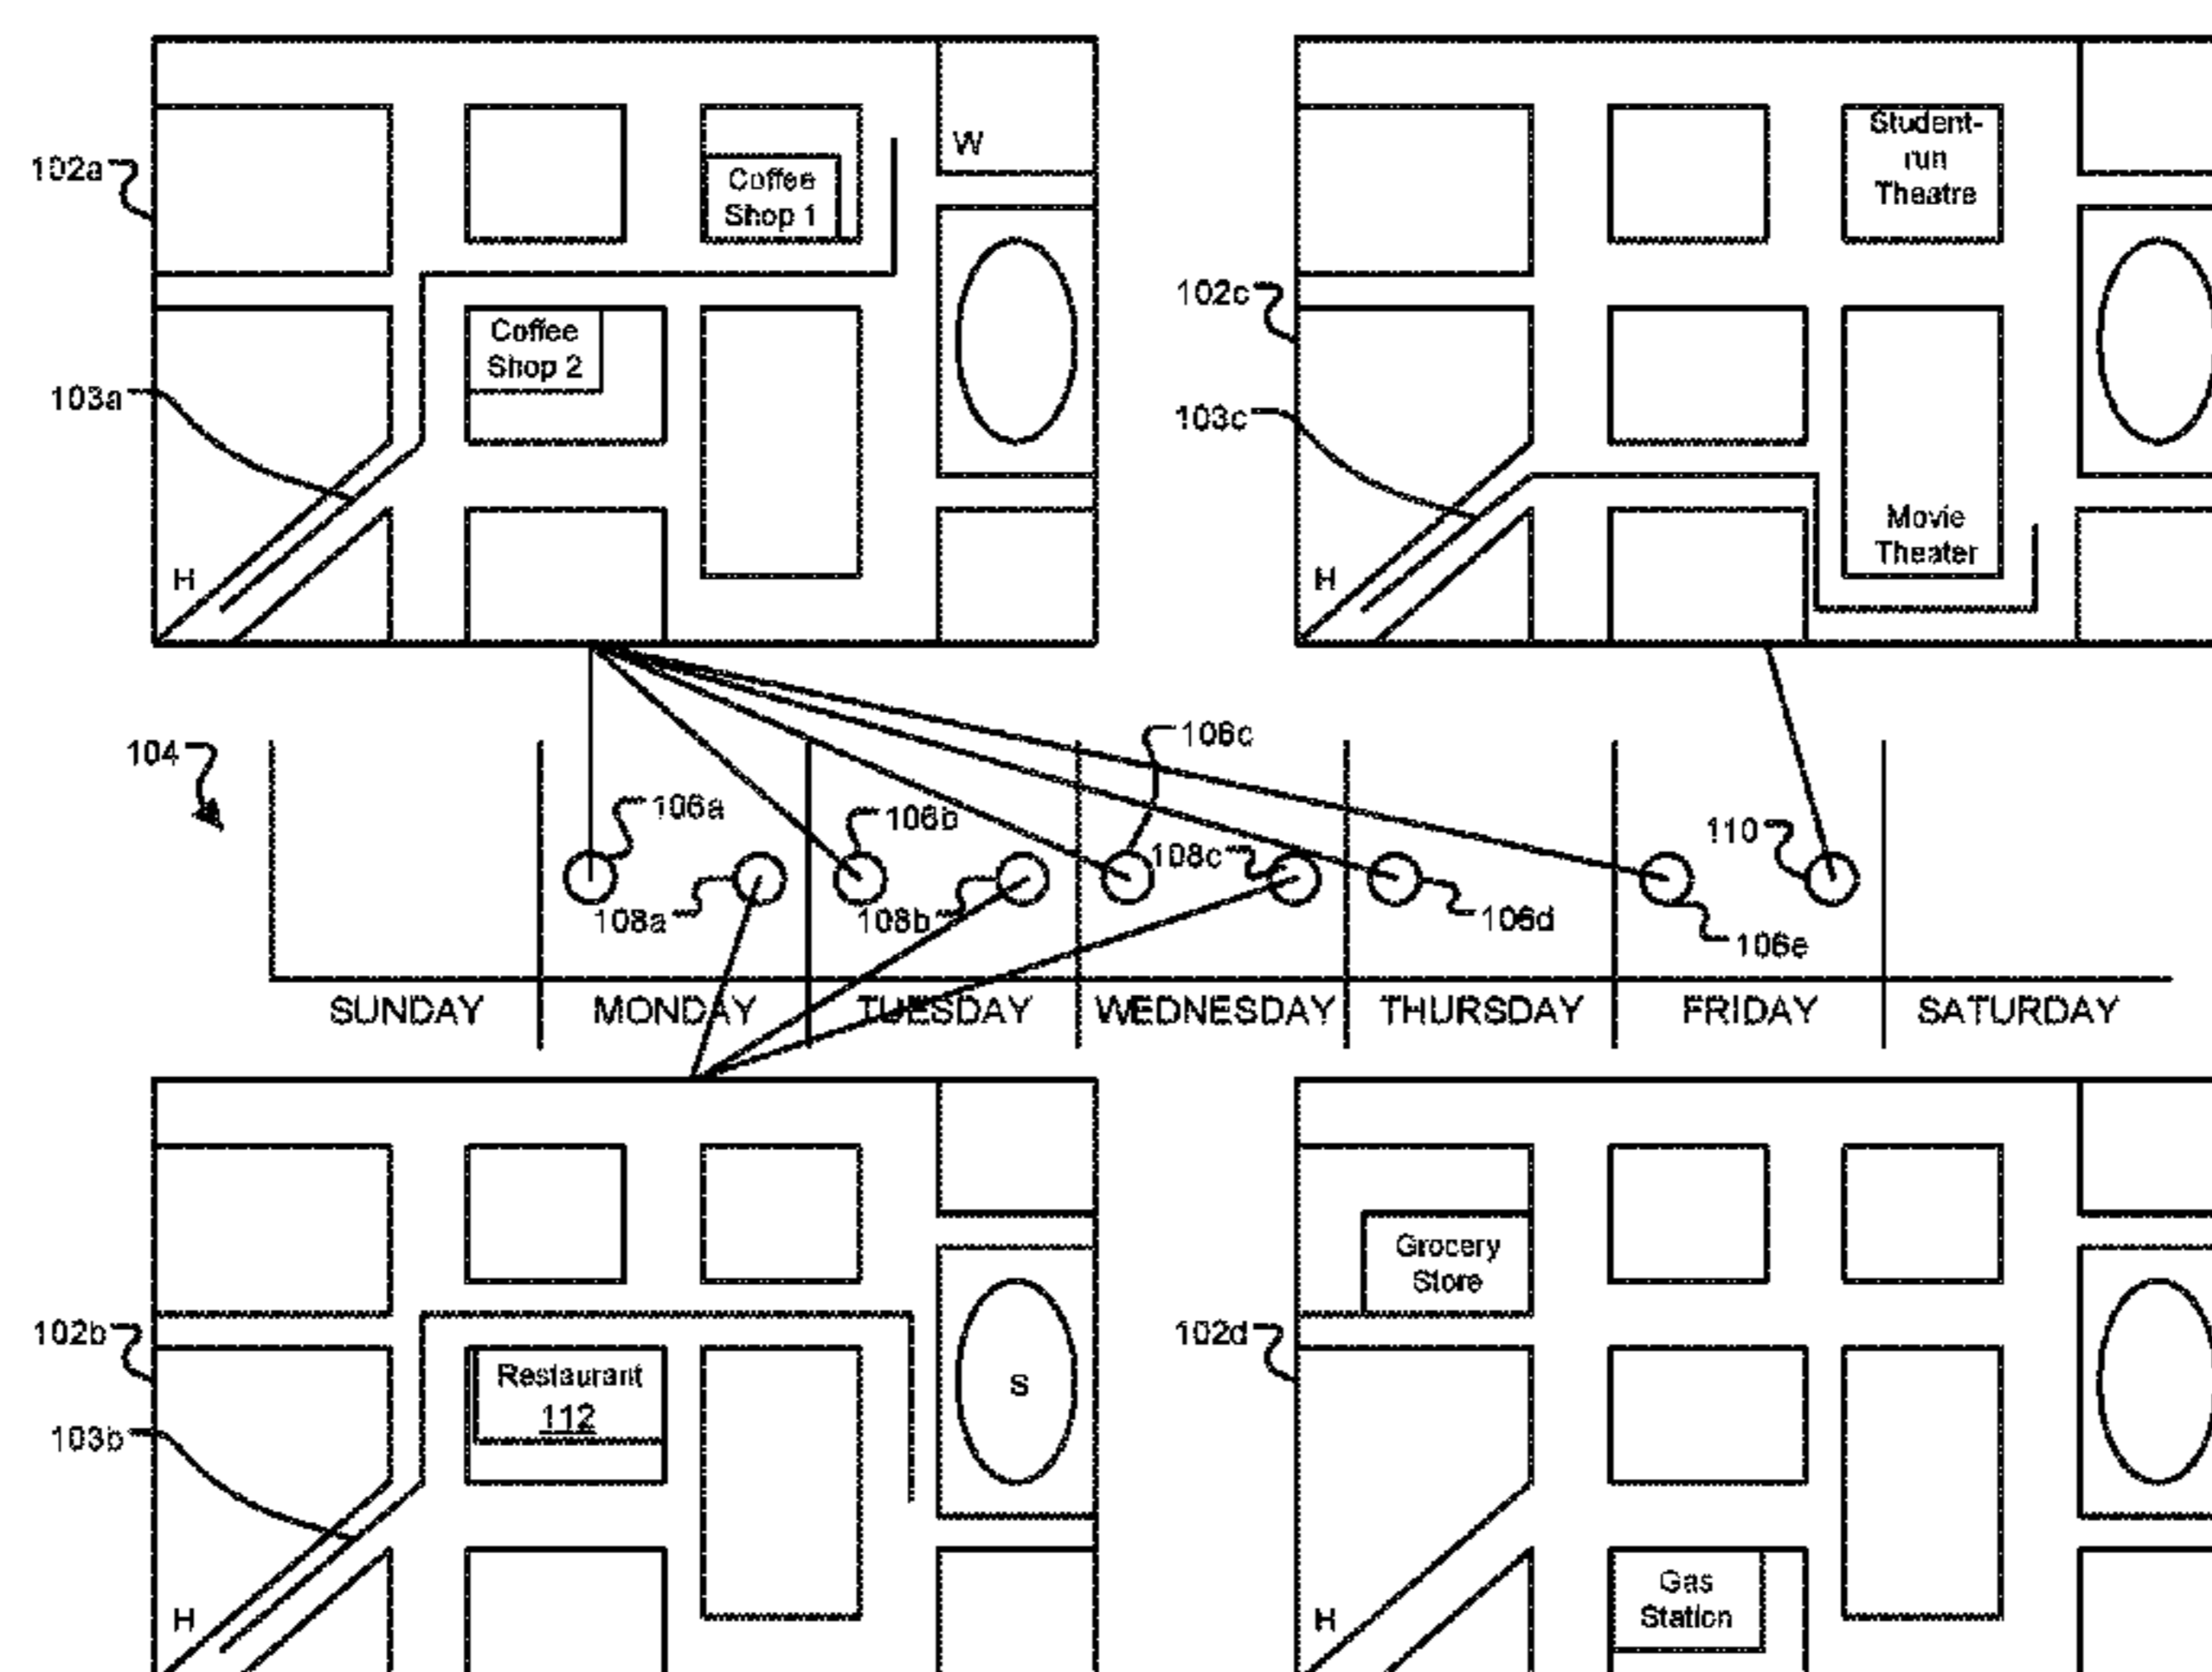 W
102a
Coffee
Shop 1
Coffee
Shop 2
103a
H
Student-
run
Theatre
102c
103c
Movie
Theater
H
104
106a
106b
106c
108a
108b
108c
106d
106e
110
SUNDAY
MONDAY
TUESDAY
WEDNESDAY
THURSDAY
FRIDAY
SATURDAY
102b
Restaurant
112
S
103b
H
Grocery
Store
102d
Gas
Station
H